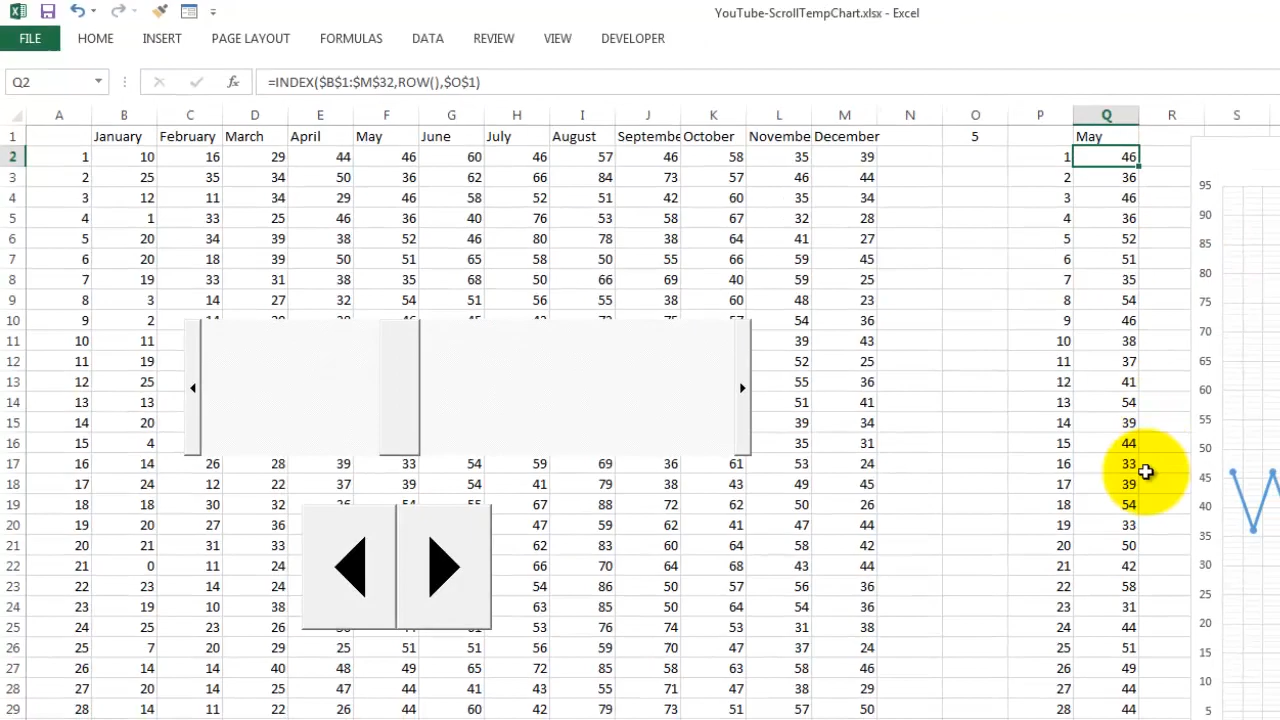 YouTube-ScrollTempChart.xlsx - Excel
FILE HOME INSERT PAGE LAYOUT FORMULAS DATA REVIEW VIEW DEVELOPER
Q2 fx =INDEX($B$1:$M$32,ROW(),$O$1)
A B C D E F G H I J K L M N O P Q R S
1 January February March April May June July August Septembe October Novembe December 5 May
2 1 10 16 29 44 46 60 46 57 46 58 35 39 1 46
3 2 25 35 34 50 36 62 66 84 73 57 46 44 2 36 95
4 3 12 11 34 29 46 58 52 51 42 60 35 34 3 46 90
5 4 1 33 25 46 36 40 76 53 58 67 32 28 4 36
6 5 20 34 39 38 52 46 80 78 38 64 41 27 5 52 85
7 6 20 18 39 50 51 65 58 50 55 66 59 45 6 51 80
8 7 19 33 31 38 35 68 50 66 69 40 59 25 7 35
9 8 3 14 27 32 54 51 56 55 38 60 48 23 8 54 75
10 9 2 54 36 9 46 70
11 10 11 39 43 10 38
12 11 19 52 25 11 37 65
13 12 25 55 36 12 41 60
14 13 13 51 41 13 54
15 14 20 39 34 14 39 55
16 15 4 35 31 15 44 50
17 16 14 26 28 39 33 54 59 69 36 61 53 24 16 33
18 17 24 12 22 37 39 54 41 79 38 43 49 45 17 39 45
19 18 18 30 32 67 88 72 62 50 26 18 54 40
20 19 20 27 36 47 59 62 41 47 44 19 33
21 20 21 31 33 62 83 60 64 58 42 20 50 35
22 21 0 11 24 66 70 64 68 43 44 21 42 30
23 22 23 14 24 54 86 50 57 56 36 22 58
24 23 19 10 38 63 85 50 64 54 36 23 31 25
25 24 25 23 26 53 76 74 53 31 38 24 44 20
26 25 7 20 29 25 51 51 56 59 70 47 37 24 25 51
27 26 14 14 40 48 49 65 72 85 58 63 58 46 26 49 15
28 27 20 14 25 47 44 41 43 55 71 47 38 29 27 44 10
29 28 14 11 22 26 44 60 42 79 73 51 57 50 28 44 5